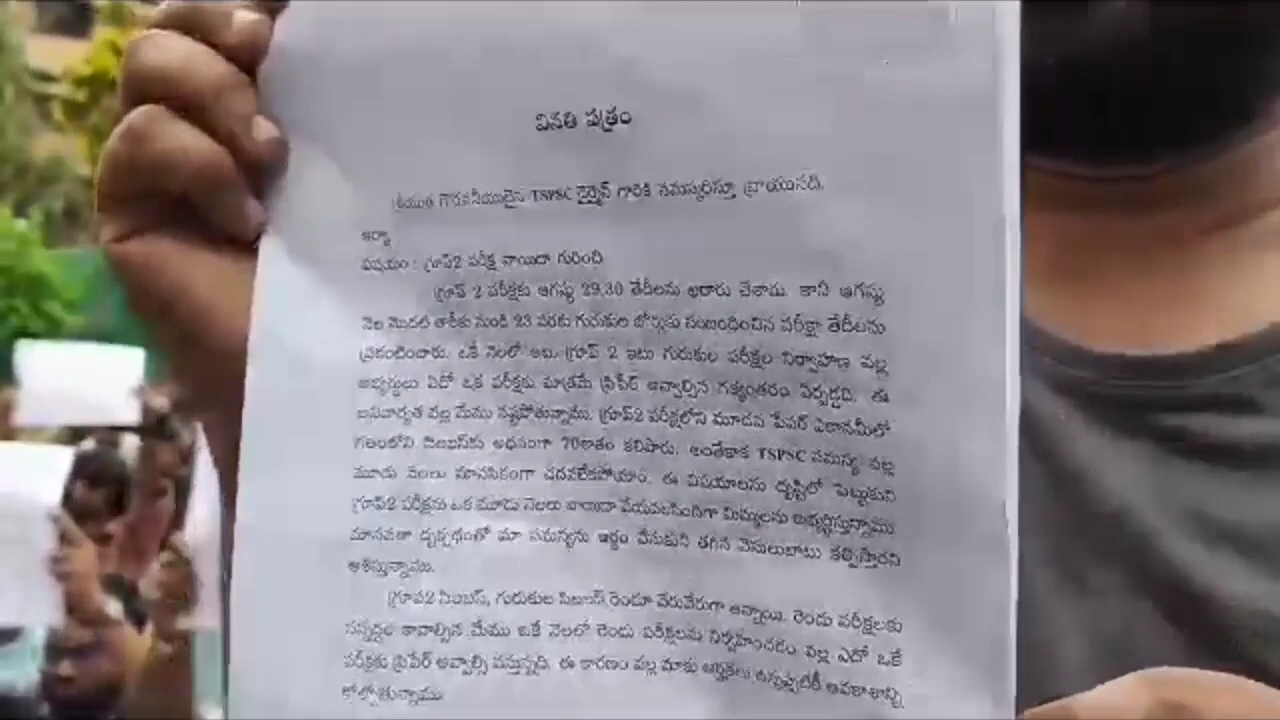 వినతి పత్రం
శ్రీయుత గౌరవనీయులైన TSPSC ఛైర్మైన్ గారికి నమస్కరిస్తూ వ్రాయునది.
ఆర్యా
విషయం : గ్రూప్2 పరీక్ష వాయిదా గురించి
గ్రూప్ 2 పరీక్షకు ఆగస్టు 29,30 తేదీలను ఖరారు చేశారు. కానీ ఆగస్టు
నెల మొదటి తారీకు నుండి 23 వరకు గురుకుల బోర్డుకు సంబంధించిన పరీక్షా తేదీలను
ప్రకటించారు. ఒకే నెలలో అటు గ్రూప్ 2 ఇటు గురుకుల పరీక్షల నిర్వాహణ వల్ల
అభ్యర్థులు ఏదో ఒక పరీక్షకు మాత్రమే ప్రిపేర్ అవ్వాల్సిన గత్యంతరం ఏర్పడ్డది. ఈ
అనివార్యత వల్ల మేము నష్టపోతున్నాము. గ్రూప్2 పరీక్షలోని మూడవ పేపర్ ఎకానమీలో
గతంలోని సిలబస్‌కు అధనంగా 70శాతం కలిపారు. అంతేకాక TSPSC సమస్య వల్ల
మూడు నెలలు మానసికంగా చదవలేకపోయాం. ఈ విషయాలను దృష్టిలో పెట్టుకుని
గ్రూప్2 పరీక్షను ఒక మూడు నెలలు వాయిదా వేయవలసిందిగా మిమ్ములను అభ్యర్థిస్తున్నాము
మానవతా దృక్పథంతో మా సమస్యను అర్థం చేసుకుని తగిన వెసులుబాటు కల్పిస్తారని
ఆశిస్తున్నాము.
గ్రూప్2 సిలబస్, గురుకుల సిలబస్ రెండూ వేరువేరుగా ఉన్నాయి. రెండు పరీక్షలకు
సన్నద్ధం కావాల్సిన మేము ఒకే నెలలో రెండు పరీక్షలను నిర్వహించడం వల్ల ఏదో ఒకే
పరీక్షకు ప్రిపేర్ అవ్వాల్సి వస్తున్నది. ఈ కారణం వల్ల మాకు అర్హతలు ఉన్నప్పటికీ అవకాశాన్ని
కోల్పోతున్నాము